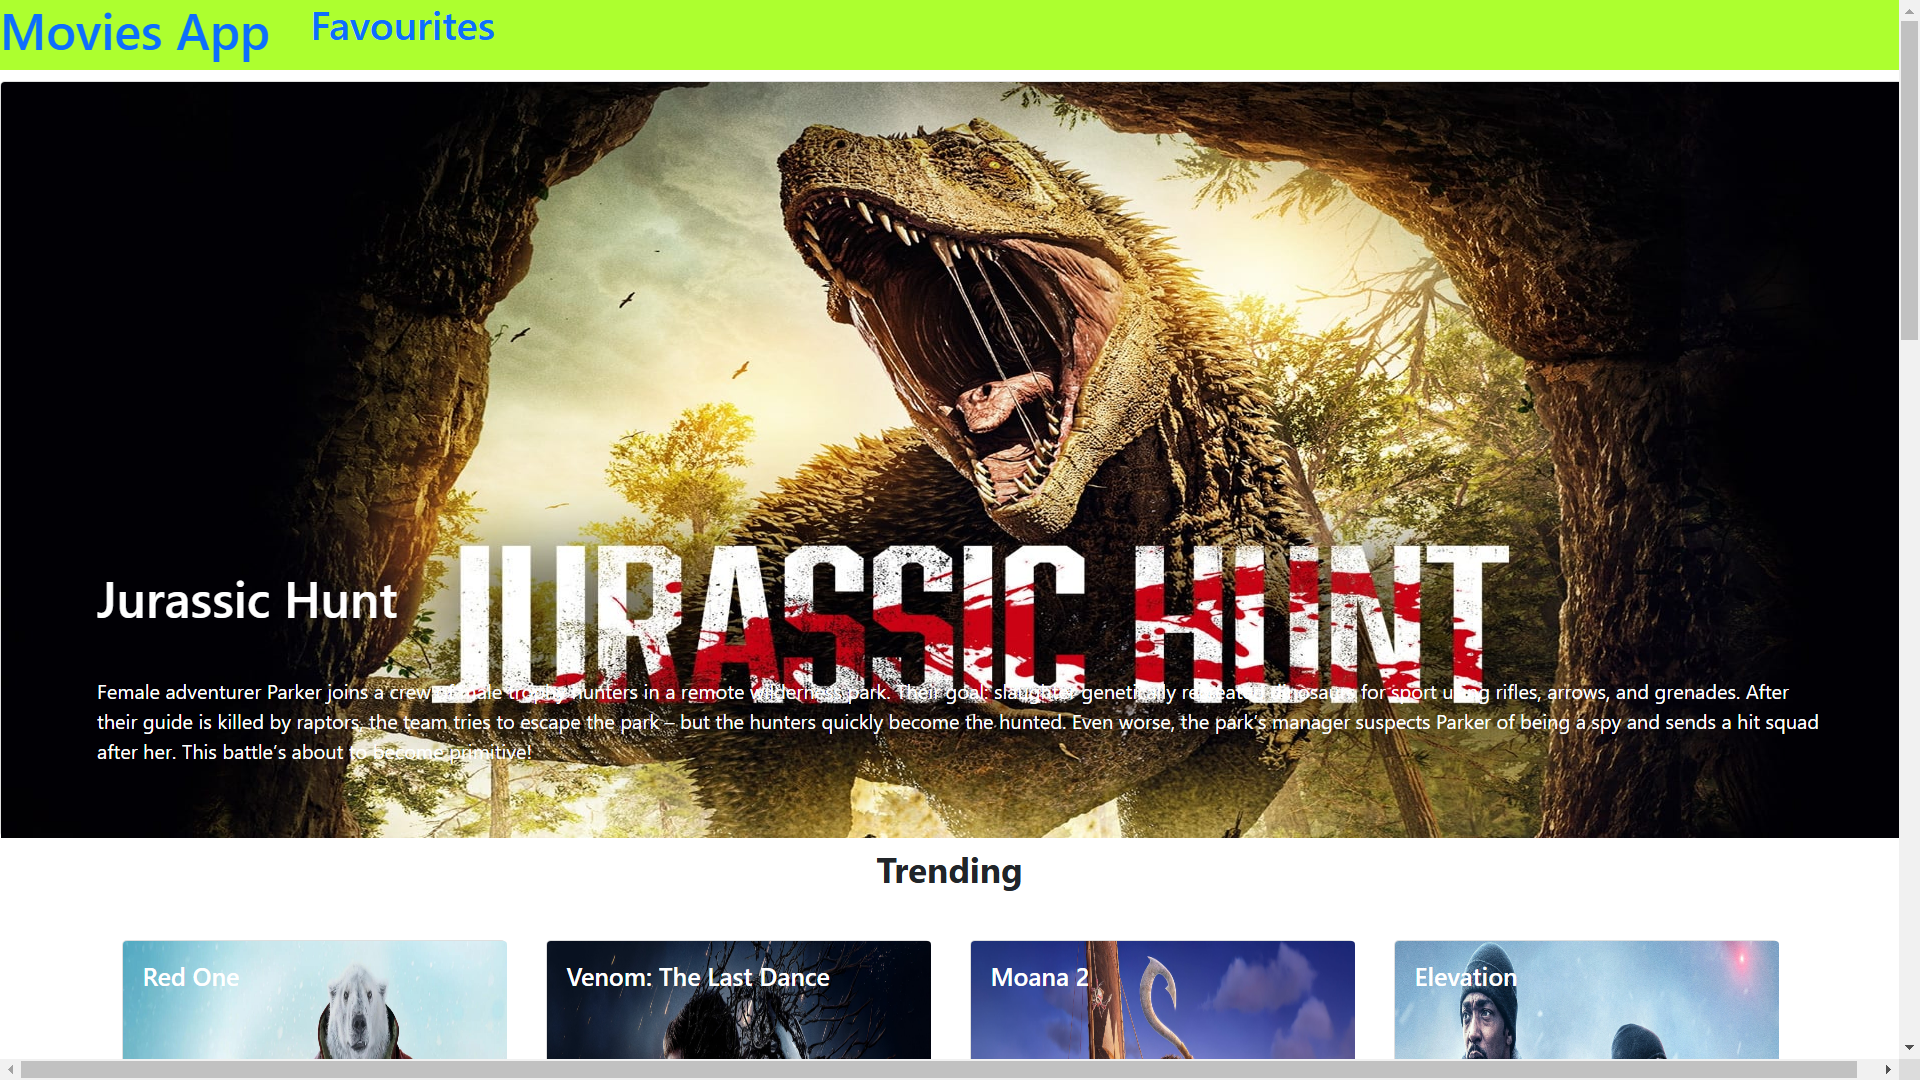 Movies App Favourites
JURASSIC HUNT
Jurassic Hunt
Female adventurer Parker joins a crew of male trophy hunters in a remote wilderness park. Their goal: slaughter genetically recreated dinosaurs for sport using rifles, arrows, and grenades. After
their guide is killed by raptors, the team tries to escape the park – but the hunters quickly become the hunted. Even worse, the park’s manager suspects Parker of being a spy and sends a hit squad
after her. This battle’s about to become primitive!
Trending
Red One
Venom: The Last Dance
Moana 2
Elevation